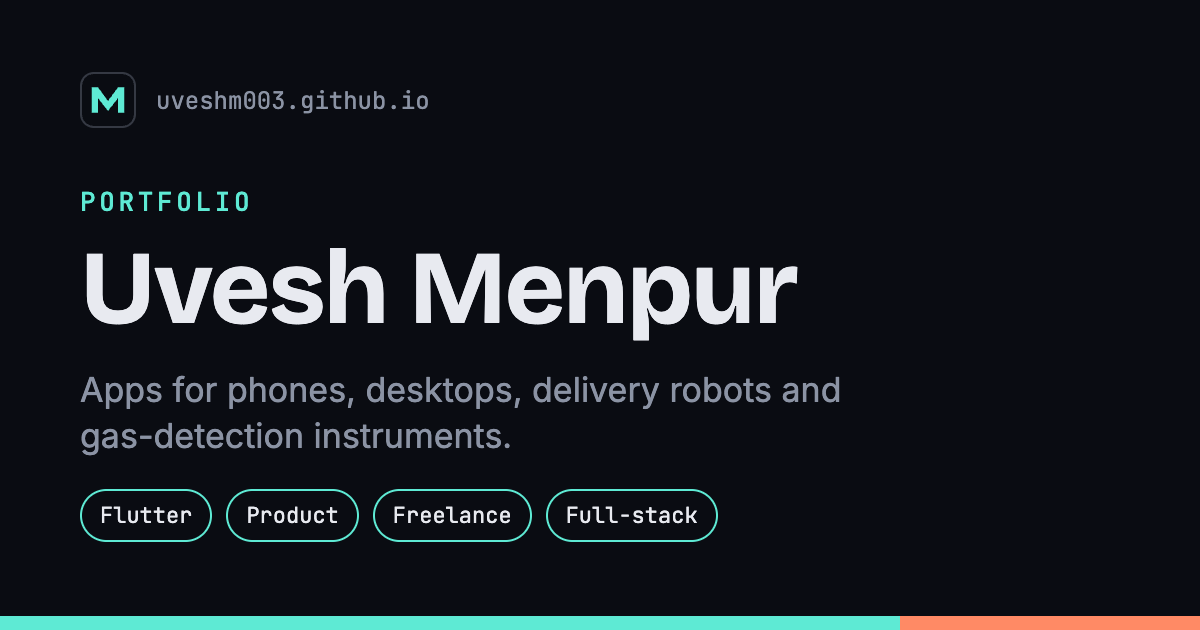 M uveshm003.github.io
PORTFOLIO
Uvesh Menpur
Apps for phones, desktops, delivery robots and
gas-detection instruments.
Flutter Product Freelance Full-stack